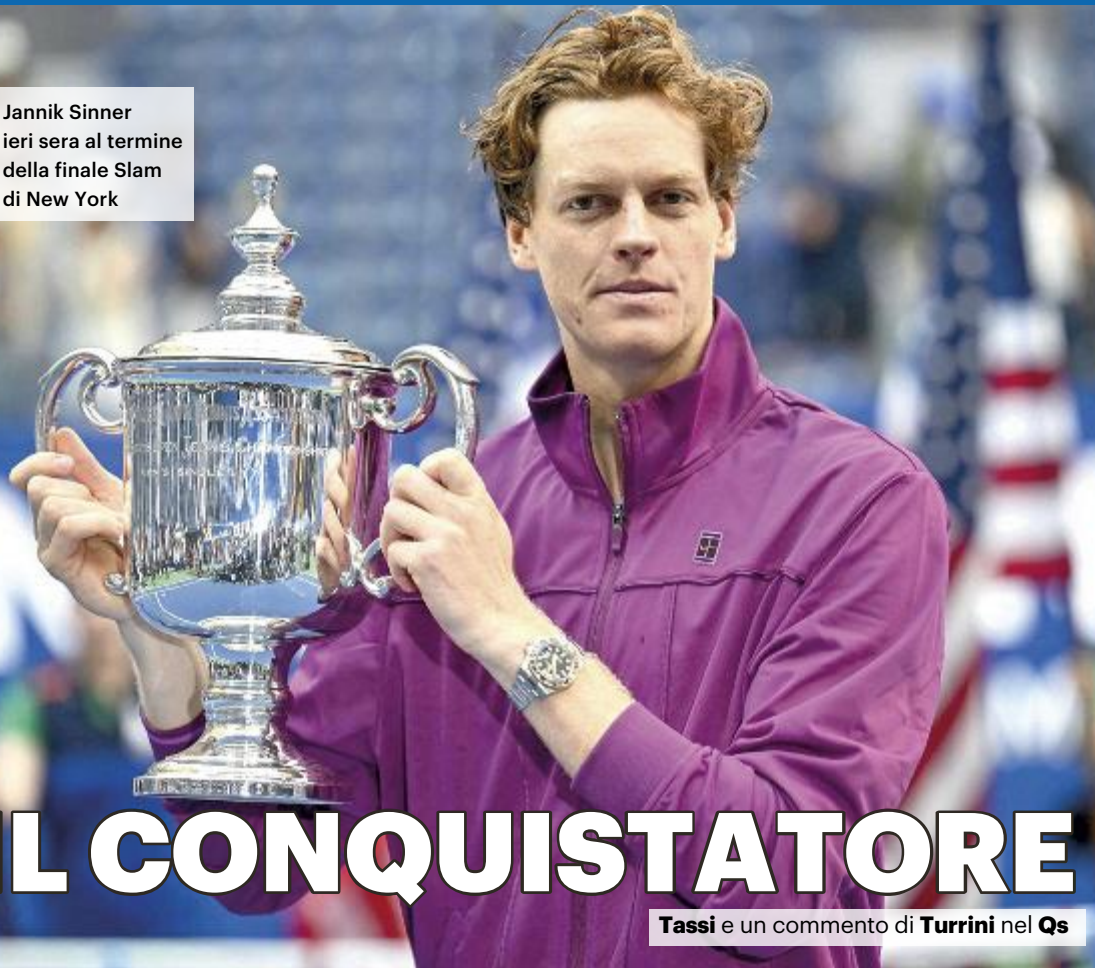 Jannik Sinner
ieri sera al termine
della finale Slam
di New York
IL CONQUISTATORE
Tassi e un commento di Turrini nel Qs